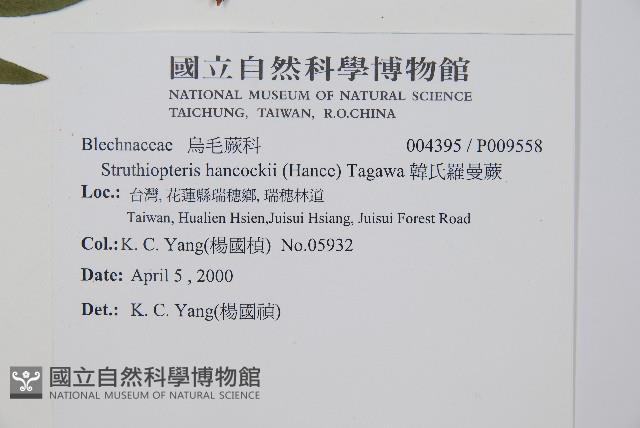 國立自然科學博物館
NATIONAL MUSEUM OF NATURAL SCIENCE
TAICHUNG, TAIWAN, R.O.CHINA
Blechnaceae 烏毛蕨科 004395 / P009558
Struthiopteris hancockii (Hance) Tagawa 韓氏羅曼蕨
Loc.: 台灣, 花蓮縣瑞穗鄉, 瑞穗林道
Taiwan, Hualien Hsien,Juisui Hsiang, Juisui Forest Road
Col.: K. C. Yang(楊國楨) No.05932
Date: April 5 , 2000
Det.: K. C. Yang(楊國禎)
國立自然科學博物館
NATIONAL MUSEUM OF NATURAL SCIENCE